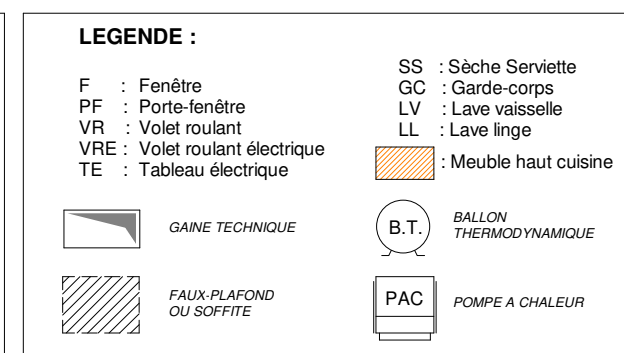 LEGENDE :
F : Fenêtre
PF : Porte-fenêtre
VR : Volet roulant
VRE : Volet roulant électrique
TE : Tableau électrique
SS : Sèche Serviette
GC : Garde-corps
LV : Lave vaisselle
LL : Lave linge
: Meuble haut cuisine
GAINE TECHNIQUE
B.T.
BALLON
THERMODYNAMIQUE
FAUX-PLAFOND
OU SOFFITE
PAC
POMPE A CHALEUR